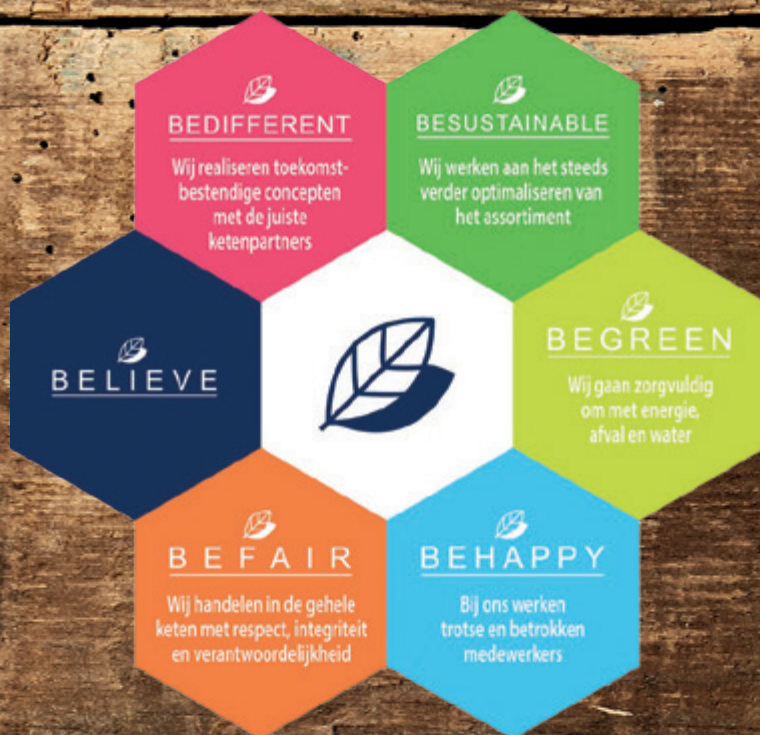 BEDIFFERENT
Wij realiseren toekomst-
bestendige concepten
met de juiste
ketenpartners
BESUSTAINABLE
Wij werken aan het steeds
verder optimaliseren van
het assortiment
BELIEVE
BEGREEN
Wij gaan zorgvuldig
om met energie,
afval en water
BEFAIR
Wij handelen in de gehele
keten met respect, integriteit
en verantwoordelijkheid
BEHAPPY
Bij ons werken
trotse en betrokken
medewerkers